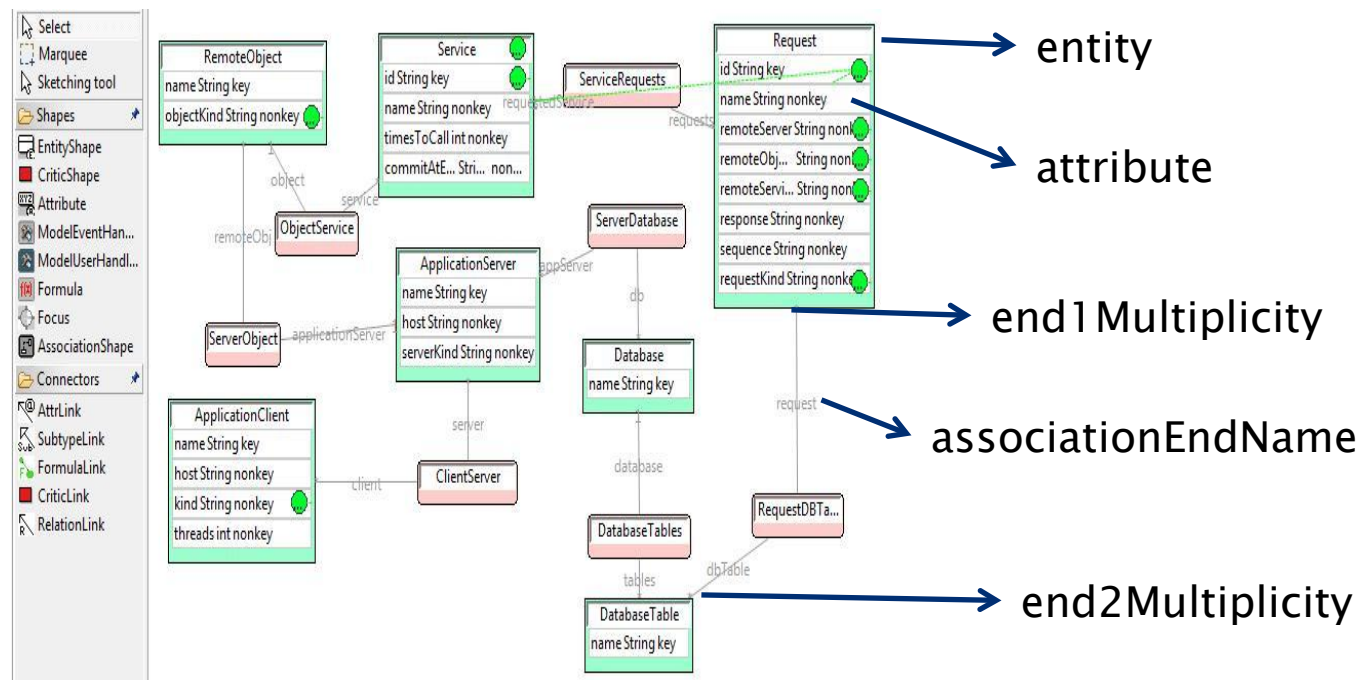 Select
Marquee
Sketching tool
Shapes
EntityShape
CriticShape
Attribute
ModelEventHan...
ModelUserHandl...
Formula
Focus
AssociationShape
Connectors
AttrLink
SubtypeLink
FormulaLink
CriticLink
RelationLink
RemoteObject
name String key
objectKind String nonkey
Service
id String key
name String nonkey
timesToCall int nonkey
commitAtE... Stri... non...
ServiceRequests
requestedService
requests
Request
id String key
name String nonkey
remoteServer String nonk
remoteObj... String non
remoteServi... String non
response String nonkey
sequence String nonkey
requestKind String nonke
1
object
service
ObjectService
remoteObj
ServerDatabase
appServer
db
ApplicationServer
name String key
host String nonkey
serverKind String nonkey
ServerObject
applicationServer
Database
name String key
ApplicationClient
name String key
host String nonkey
kind String nonkey
threads int nonkey
server
client
ClientServer
1
database
DatabaseTables
tables
request
RequestDBTa...
dbTable
DatabaseTable
name String key
entity
attribute
end1Multiplicity
associationEndName
end2Multiplicity